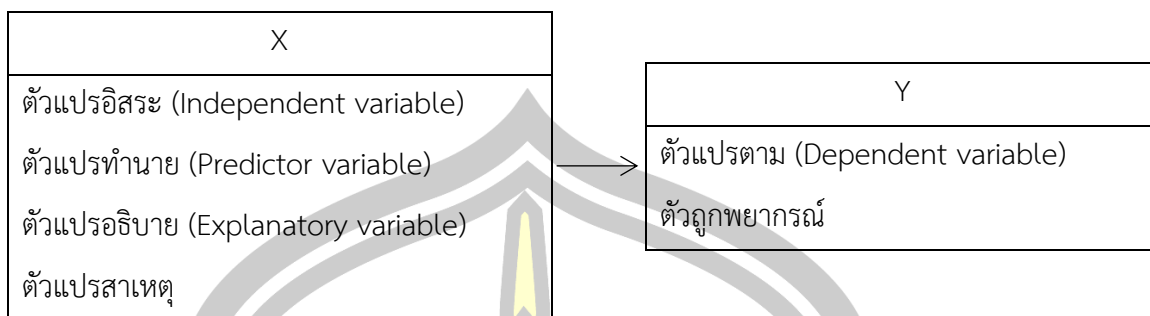 X
ตัวแปรอิสระ (Independent variable)
ตัวแปรทำนาย (Predictor variable)
ตัวแปรอธิบาย (Explanatory variable)
ตัวแปรสาเหตุ
Y
ตัวแปรตาม (Dependent variable)
ตัวถูกพยากรณ์